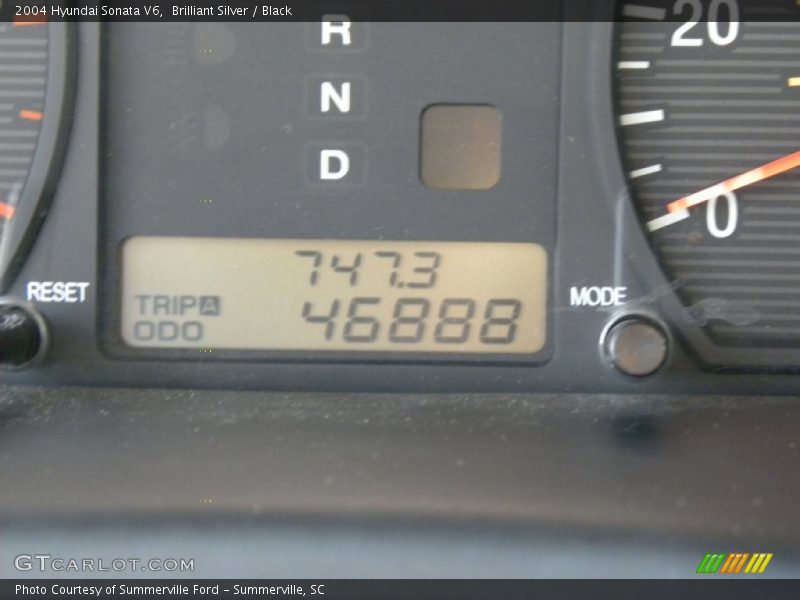 2004 Hyundai Sonata V6,  Brilliant Silver / Black
R
N
D
20
0
747.3
TRIP A
ODO 46888
RESET
MODE
GTCARLOT.COM
Photo Courtesy of Summerville Ford - Summerville, SC